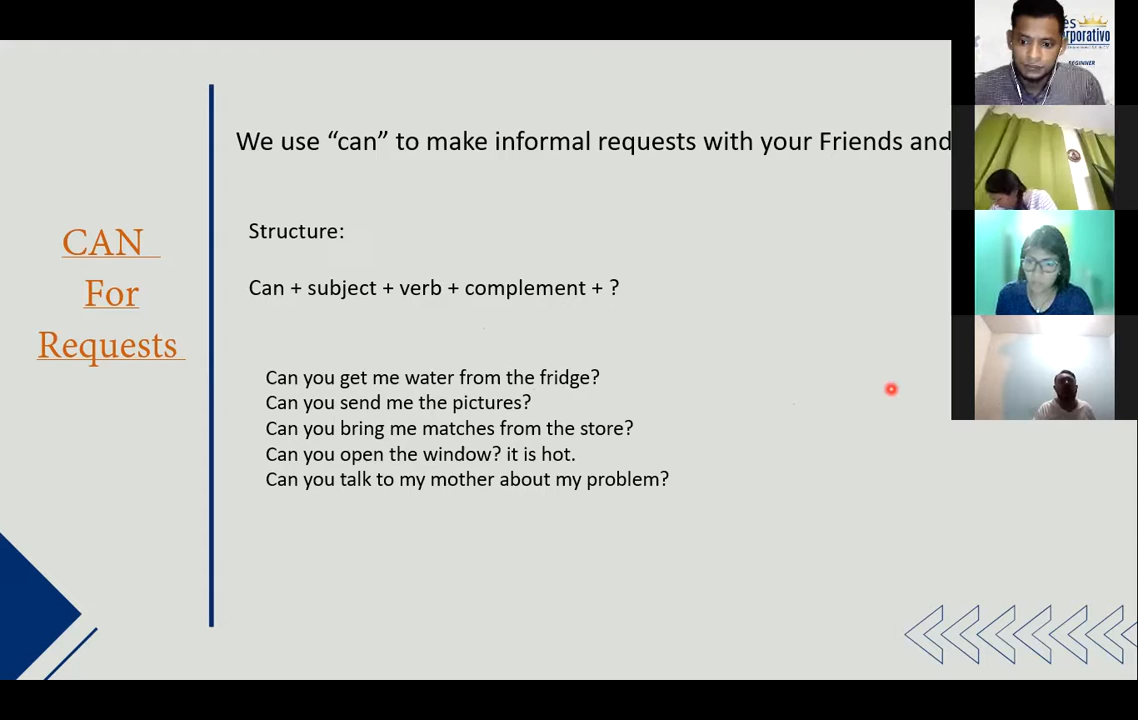 We use “can” to make informal requests with your Friends and
Structure:
Can + subject + verb + complement + ?
CAN
For
Requests
Can you get me water from the fridge?
Can you send me the pictures?
Can you bring me matches from the store?
Can you open the window? it is hot.
Can you talk to my mother about my problem?
és
rporativo
BEGINNER